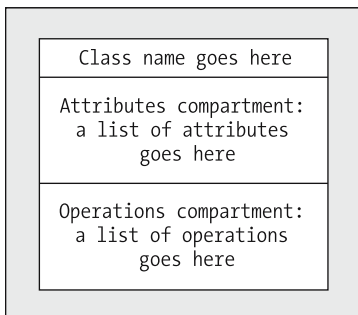 Class name goes here
Attributes compartment:
a list of attributes
goes here
Operations compartment:
a list of operations
goes here